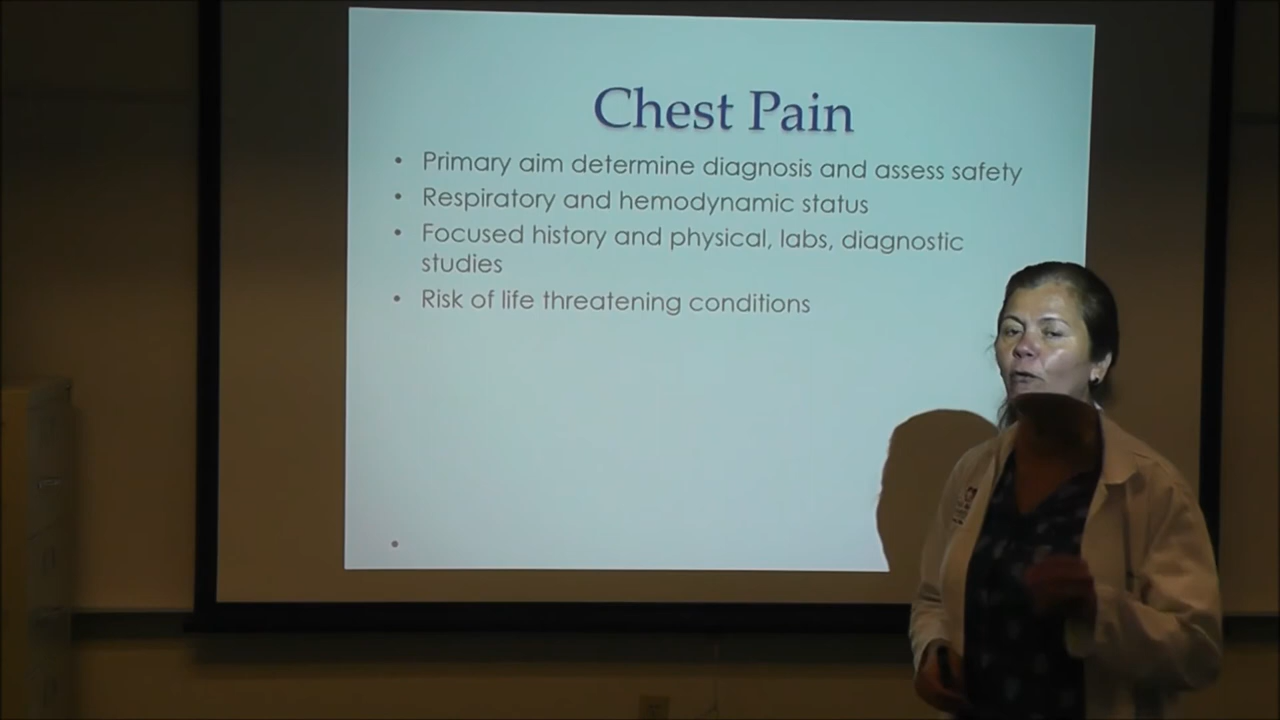 Chest Pain
• Primary aim determine diagnosis and assess safety
• Respiratory and hemodynamic status
• Focused history and physical, labs, diagnostic
studies
• Risk of life threatening conditions
•